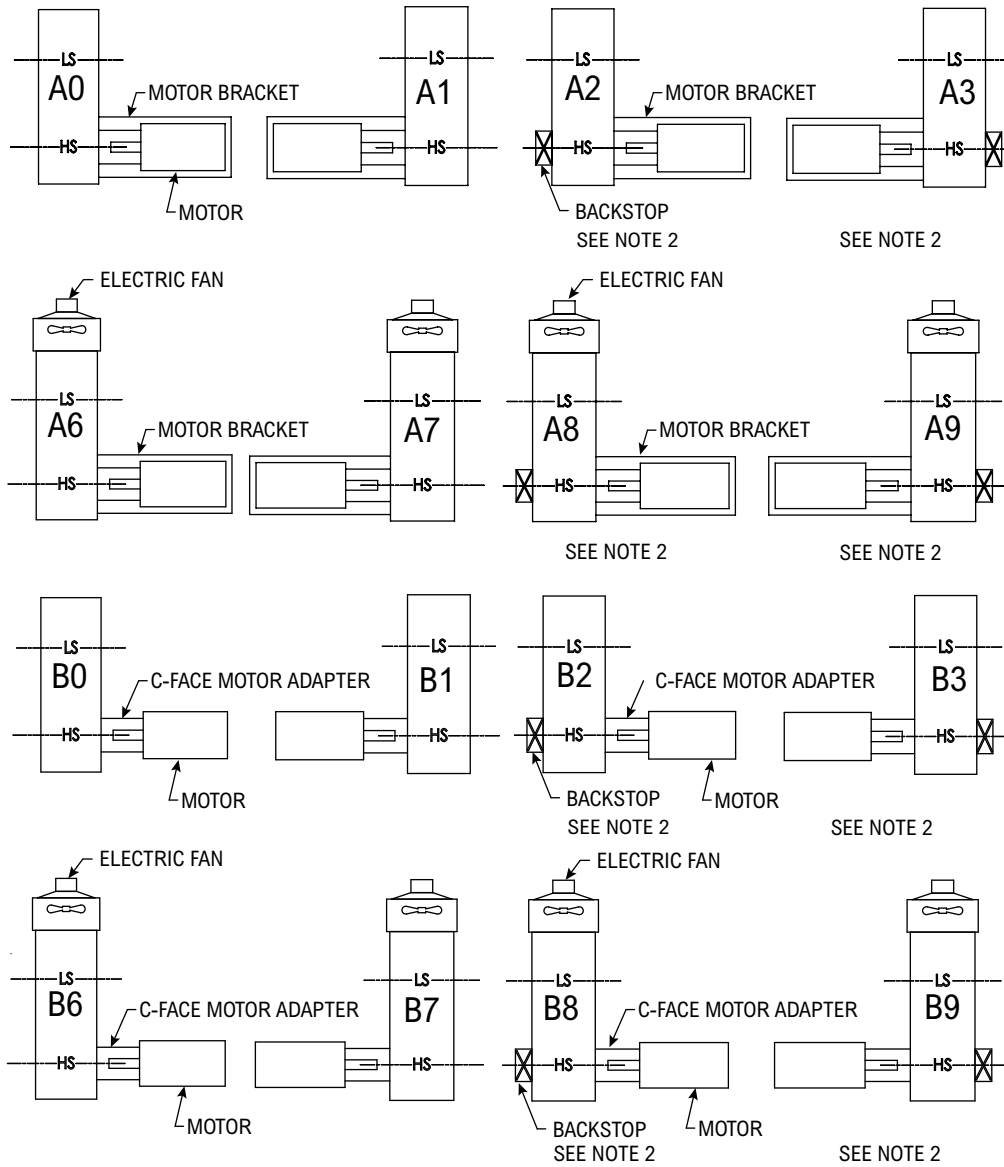 LS
LS
LS
LS
A0
A1
A2
A3
MOTOR BRACKET
MOTOR BRACKET
HS
HS
HS
HS
MOTOR
BACKSTOP
SEE NOTE 2
SEE NOTE 2
ELECTRIC FAN
ELECTRIC FAN
LS
LS
LS
LS
A6
A7
A8
A9
MOTOR BRACKET
MOTOR BRACKET
HS
HS
HS
HS
SEE NOTE 2
SEE NOTE 2
LS
LS
LS
LS
B0
B1
B2
B3
C-FACE MOTOR ADAPTER
C-FACE MOTOR ADAPTER
HS
HS
HS
HS
MOTOR
BACKSTOP
MOTOR
SEE NOTE 2
SEE NOTE 2
ELECTRIC FAN
ELECTRIC FAN
LS
LS
LS
LS
B6
B7
B8
B9
C-FACE MOTOR ADAPTER
C-FACE MOTOR ADAPTER
HS
HS
HS
HS
MOTOR
BACKSTOP
MOTOR
SEE NOTE 2
SEE NOTE 2